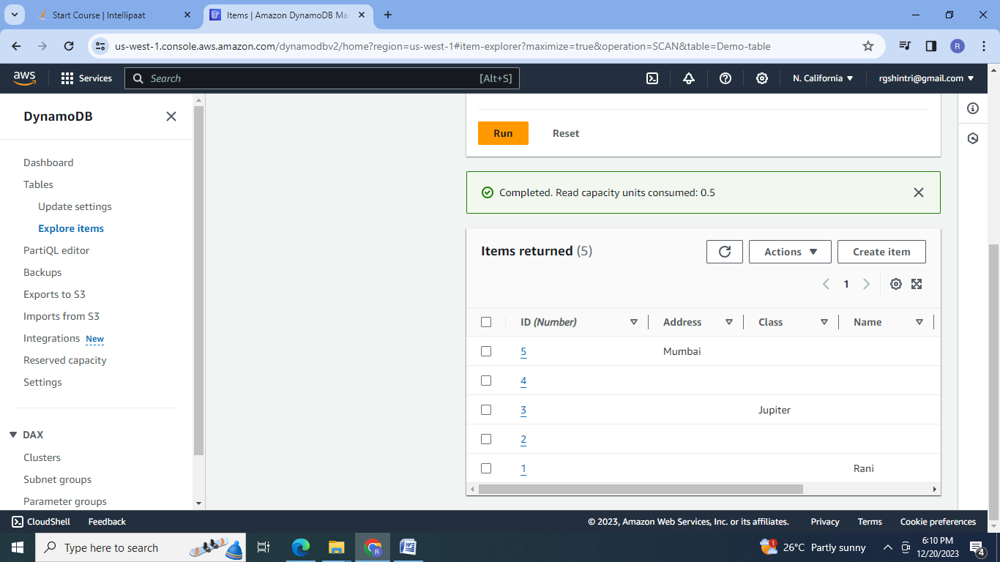 Start Course | Intellipaat
Items | Amazon DynamoDB Ma
us-west-1.console.aws.amazon.com/dynamodbv2/home?region=us-west-1#item-explorer?maximize=true&operation=SCAN&table=Demo-table
R
aws
Services
Search
[Alt+S]
N. California
rgshintri@gmail.com
DynamoDB
Dashboard
Tables
Update settings
Explore items
PartiQL editor
Backups
Exports to S3
Imports from S3
Integrations New
Reserved capacity
Settings
DAX
Clusters
Subnet groups
Parameter groups
Run
Reset
Completed. Read capacity units consumed: 0.5
Items returned (5)
Actions
Create item
1
ID (Number) Address Class Name
5 Mumbai
4
3 Jupiter
2
1 Rani
CloudShell
Feedback
© 2023, Amazon Web Services, Inc. or its affiliates.
Privacy
Terms
Cookie preferences
Type here to search
R
W
1
26°C Partly sunny
6:10 PM
12/20/2023
4